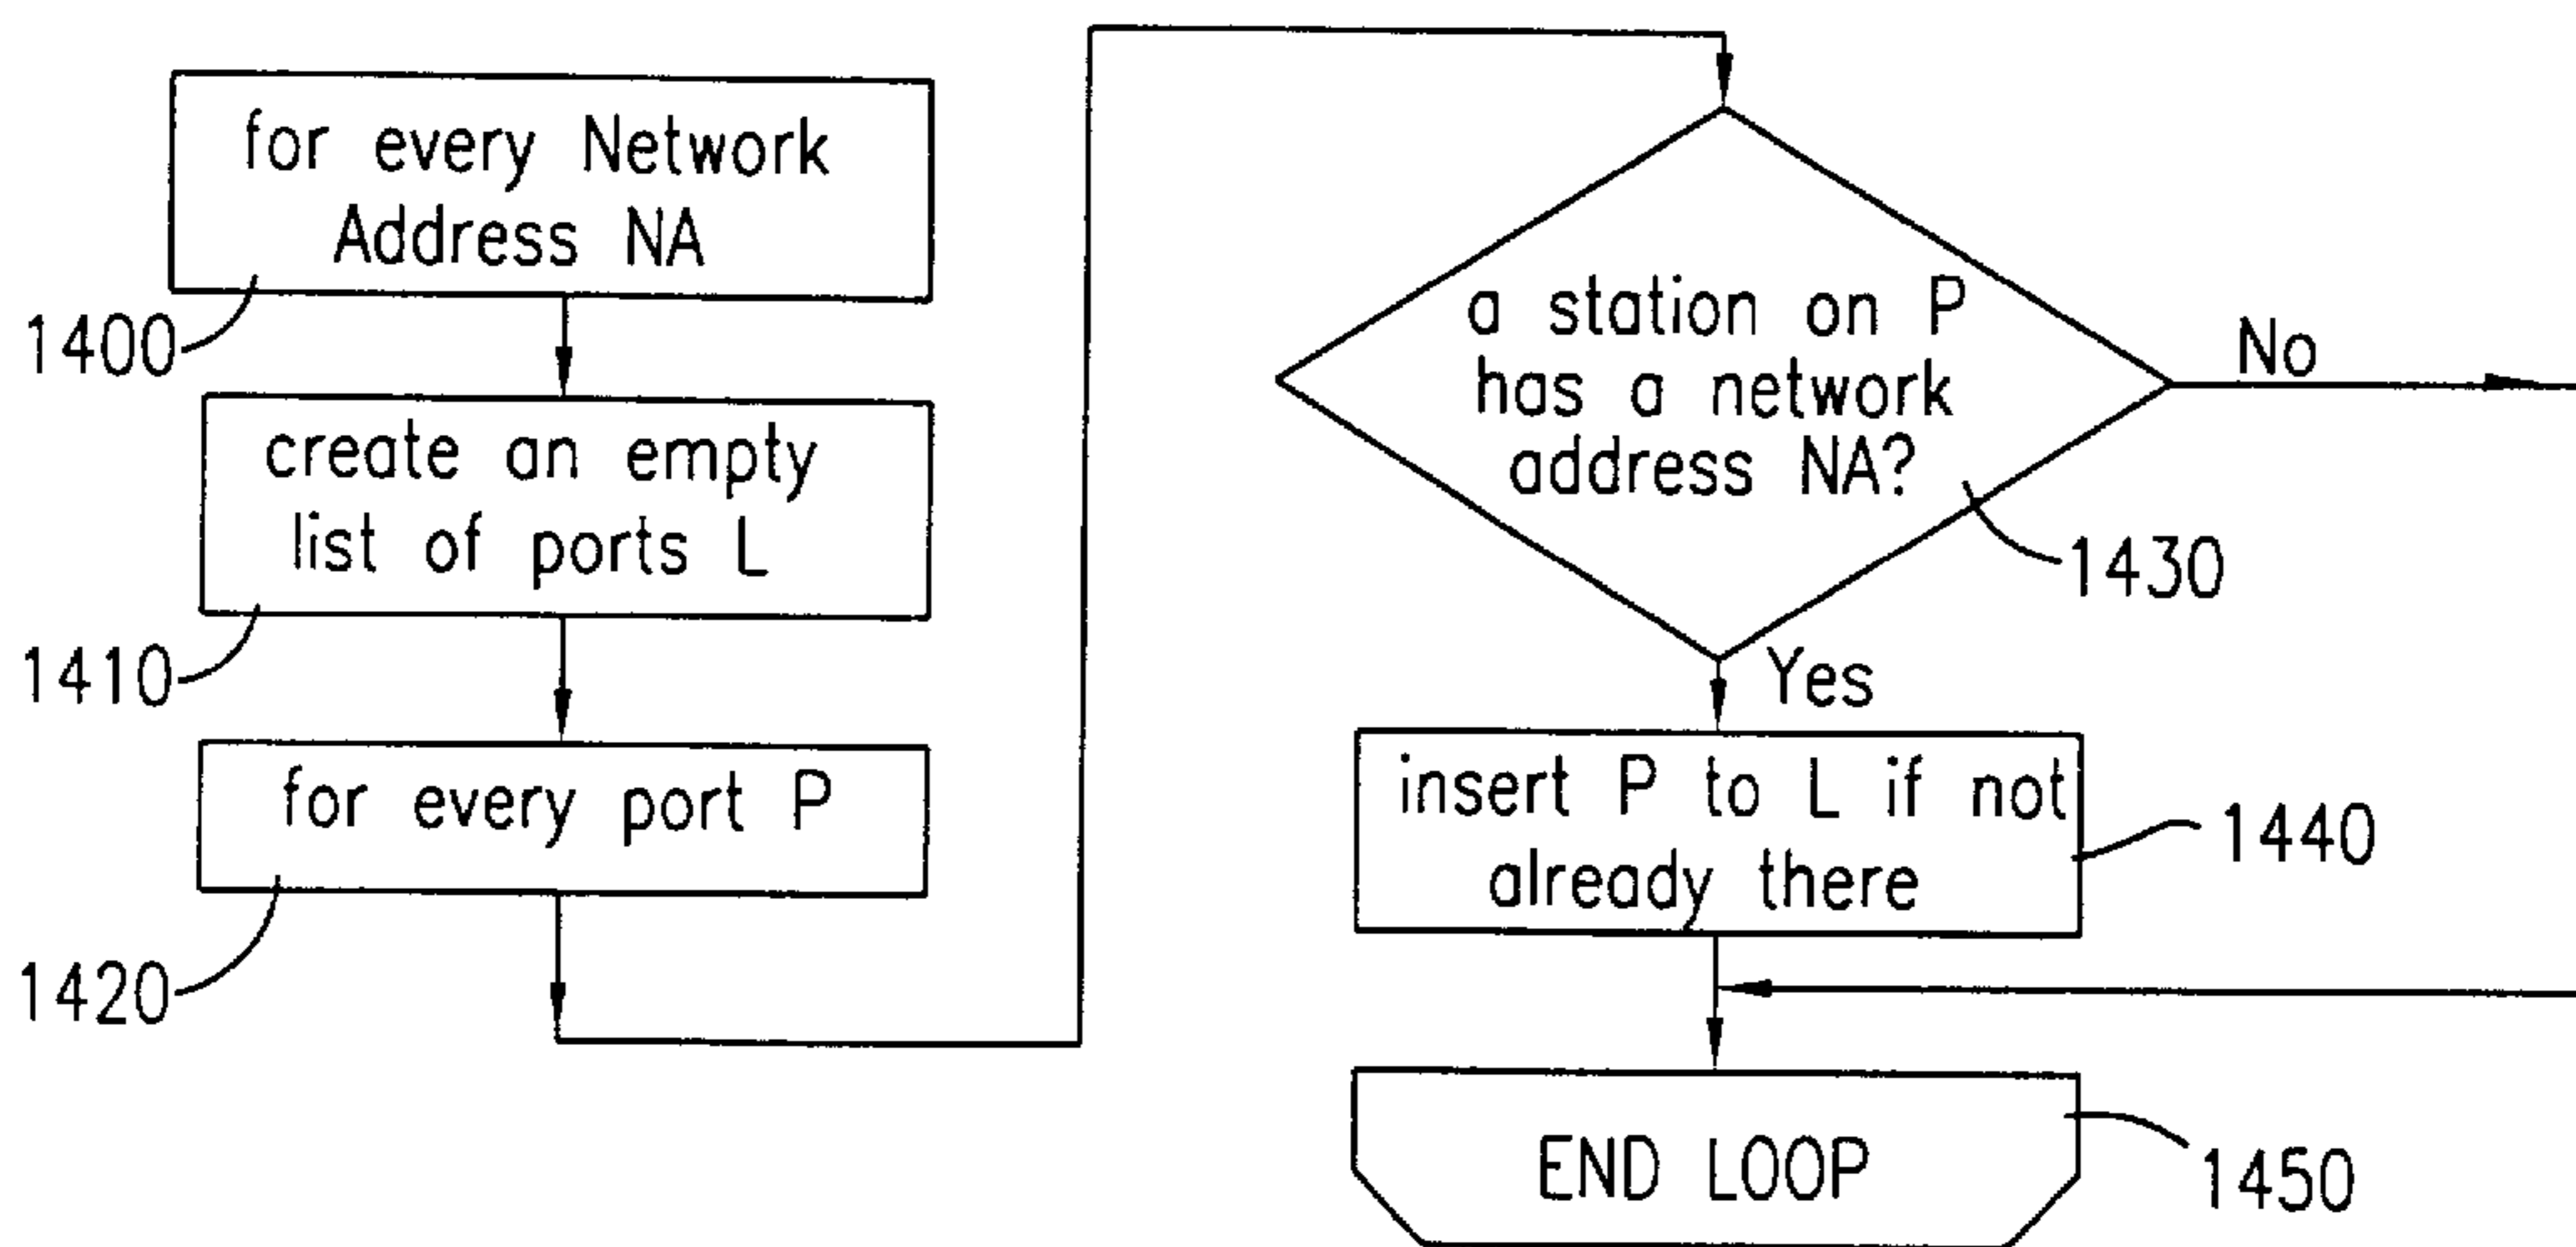 for every Network
Address NA
1400
create an empty
list of ports L
1410
for every port P
1420
a station on P
has a network
address NA?
No
1430
Yes
insert P to L if not
already there
1440
END LOOP
1450